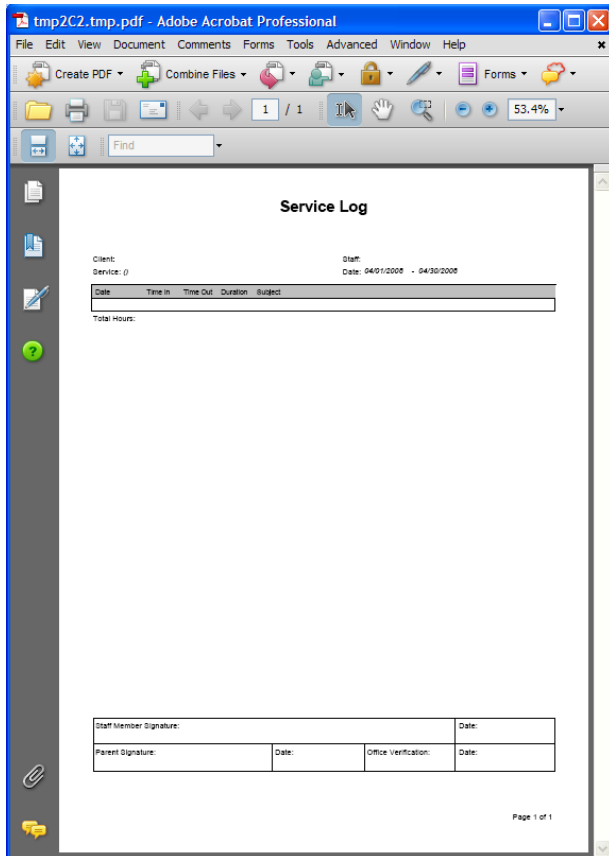 tmp2C2.tmp.pdf - Adobe Acrobat Professional
File Edit View Document Comments Forms Tools Advanced Window Help
Create PDF Combine Files Forms
1 / 1 53.4%
Find
Service Log
Client: Staff:
Service: () Date: 04/01/2006 - 04/30/2006
Date Time In Time Out Duration Subject
Total Hours:
Staff Member Signature: Date:
Parent Signature: Date: Office Verification: Date:
Page 1 of 1